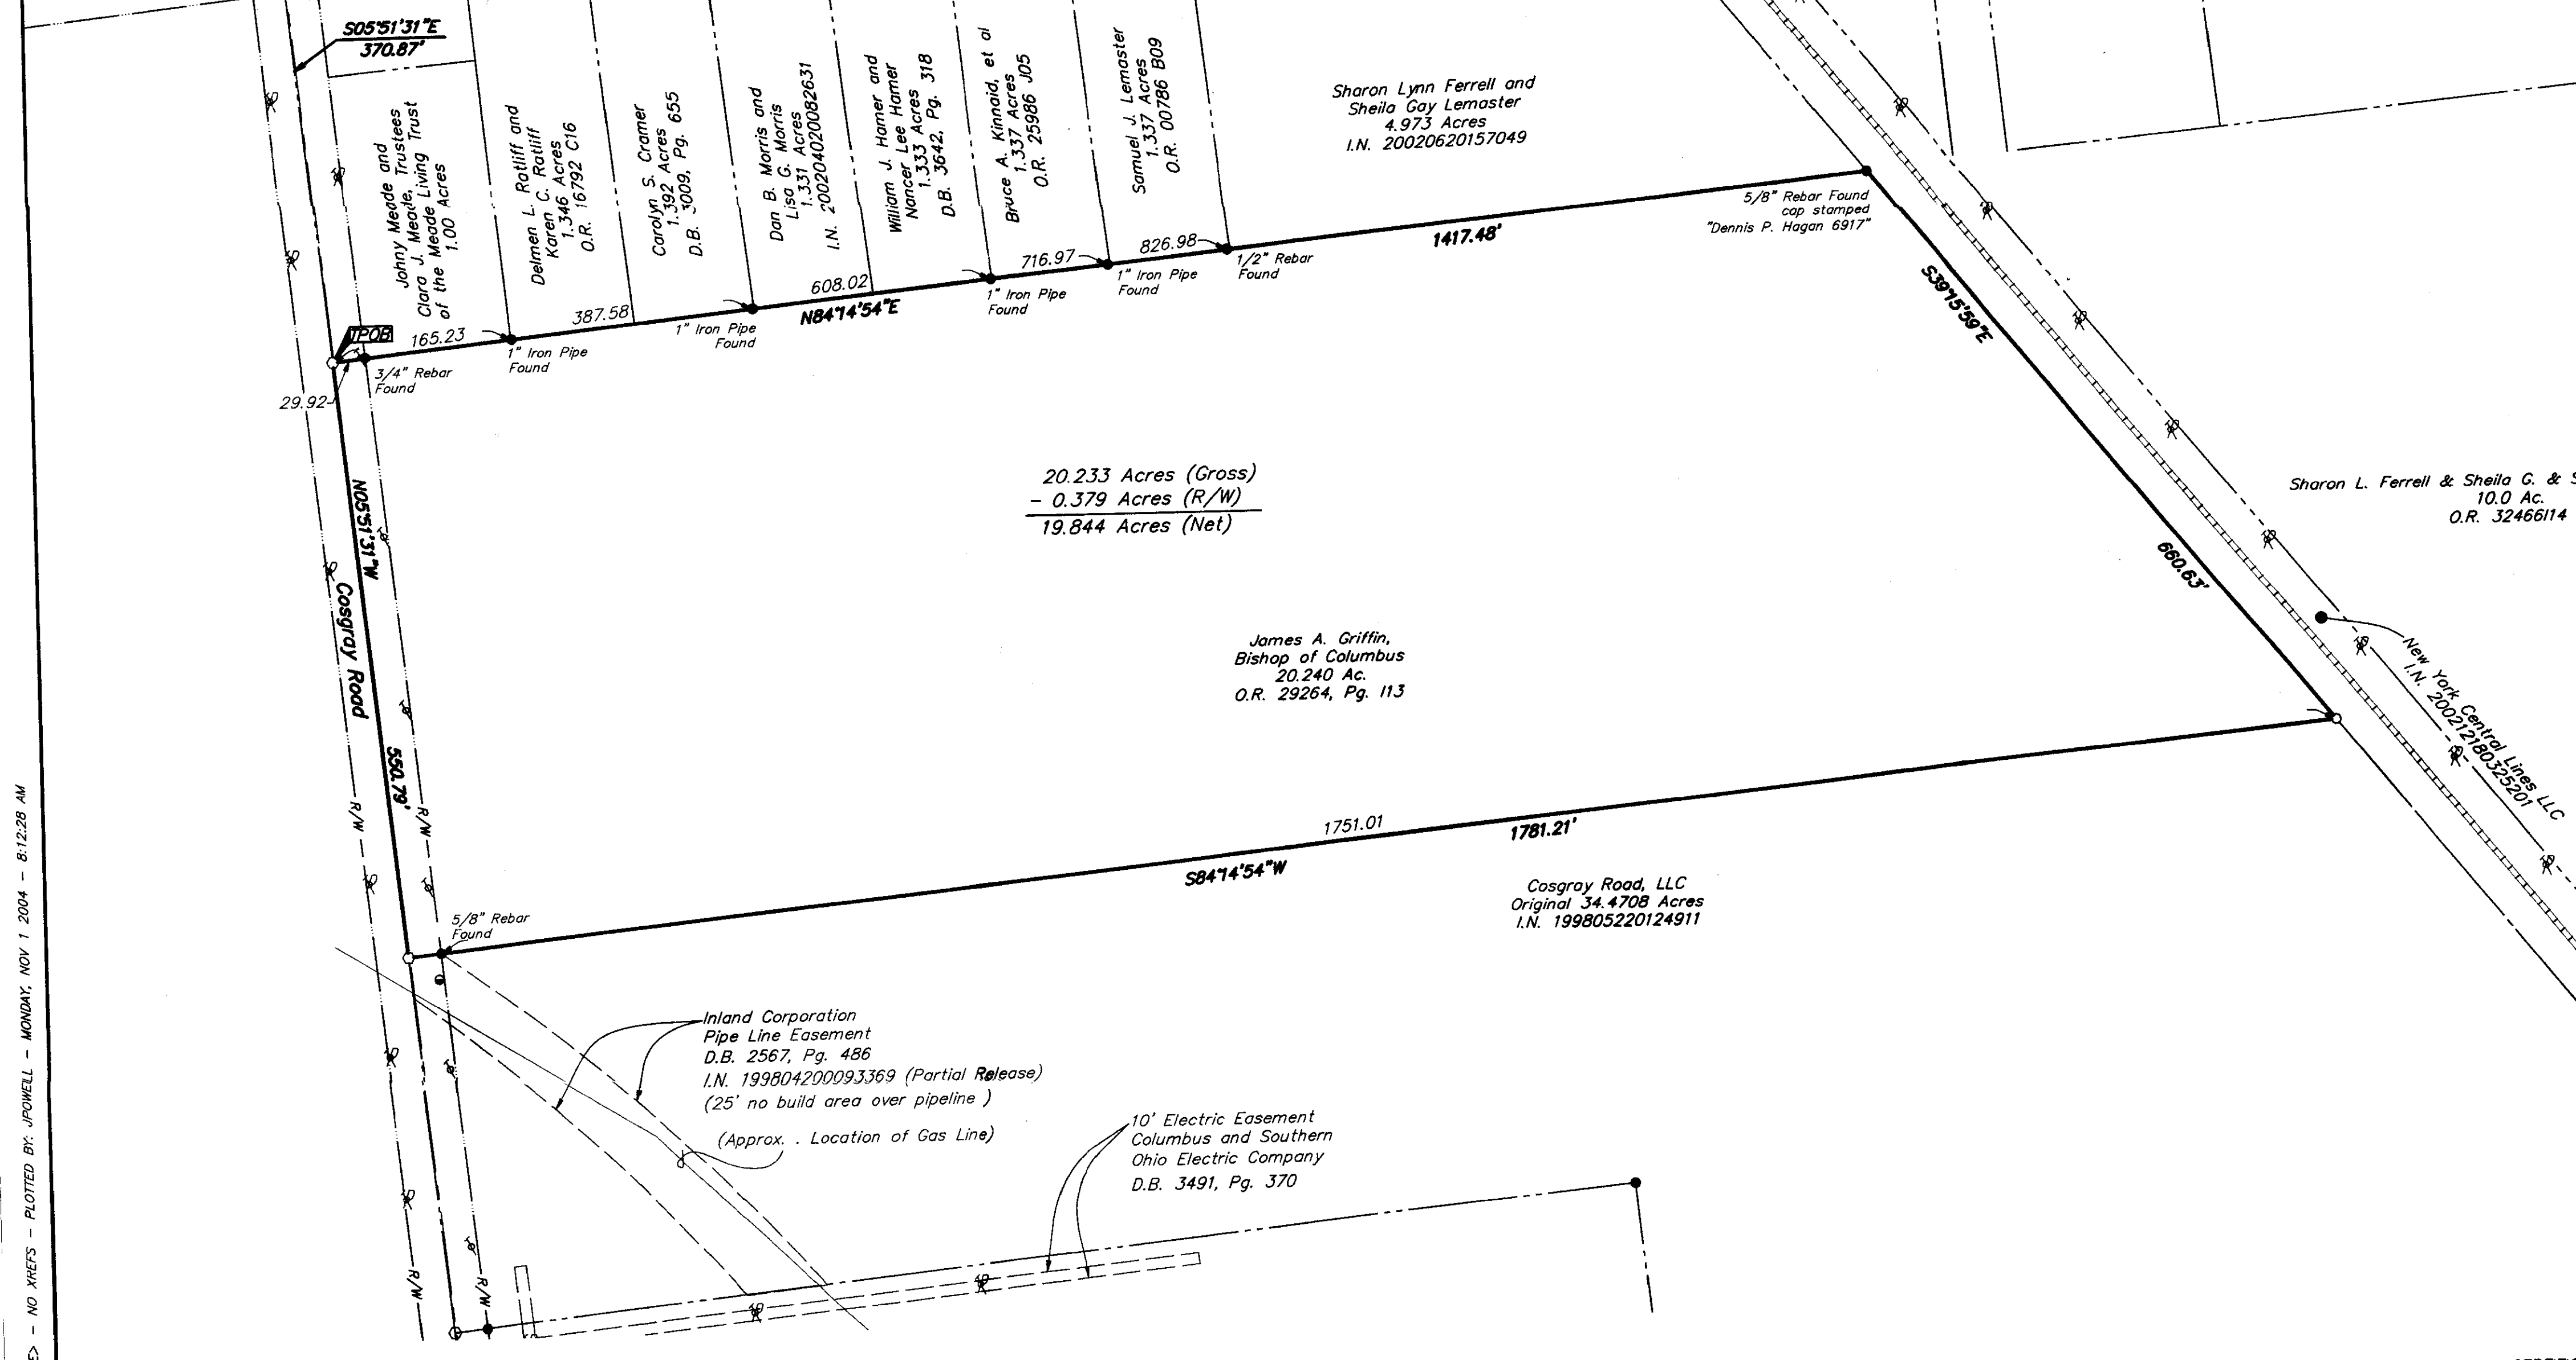 S05°51'31"E
370.87'
Johny Meade and
Clara J. Meade, Trustees
of the Meade Living Trust
1.00 Acres
Delmen L. Ratliff and
Karen C. Ratliff
1.346 Acres
O.R. 16792 C16
Carolyn S. Cramer
1.392 Acres
D.B. 3009, Pg. 655
Dan B. Morris and
Lisa G. Morris
1.331 Acres
I.N. 200204020082631
William J. Hamer and
Nancer Lee Hamer
1.333 Acres
D.B. 3642, Pg. 318
Bruce A. Kinnaid, et al
1.337 Acres
O.R. 25986 J05
Samuel J. Lemaster
1.337 Acres
O.R. 00786 B09
Sharon Lynn Ferrell and
Sheila Gay Lemaster
4.973 Acres
I.N. 20020620157049
5/8" Rebar Found
cap stamped
"Dennis P. Hagan 6917"
TPOB
165.23
387.58
608.02
716.97
826.98
1417.48'
N84°14'54"E
29.92
3/4" Rebar
Found
1" Iron Pipe
Found
1" Iron Pipe
Found
1" Iron Pipe
Found
1" Iron Pipe
Found
1/2" Rebar
Found
S39°15'59"E
660.63'
N05°51'31"W
Cosgray Road
550.79'
R/W
R/W
20.233 Acres (Gross)
- 0.379 Acres (R/W)
19.844 Acres (Net)
Sharon L. Ferrell & Sheila G. & S
10.0 Ac.
O.R. 32466I14
James A. Griffin,
Bishop of Columbus
20.240 Ac.
O.R. 29264, Pg. I13
New York Central Lines LLC
I.N. 200212180325201
1751.01
1781.21'
S84°14'54"W
Cosgray Road, LLC
Original 34.4708 Acres
I.N. 199805220124911
5/8" Rebar
Found
Inland Corporation
Pipe Line Easement
D.B. 2567, Pg. 486
I.N. 199804200093369 (Partial Release)
(25' no build area over pipeline )
(Approx. . Location of Gas Line)
10' Electric Easement
Columbus and Southern
Ohio Electric Company
D.B. 3491, Pg. 370
R/W
R/W
- NO XREFS - PLOTTED BY: JPOWELL - MONDAY, NOV 1 2004 - 8:12:28 AM